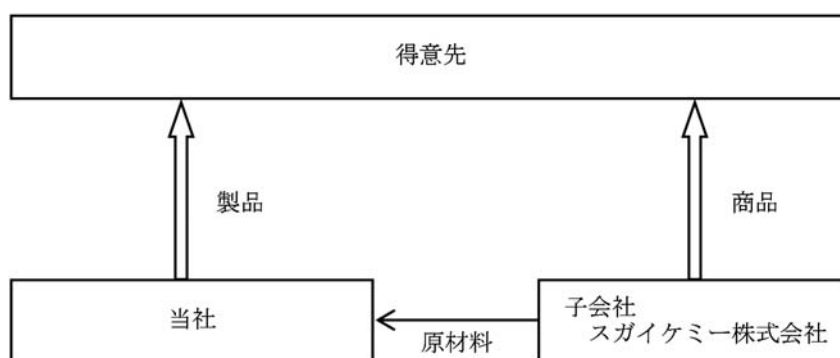 得意先
製品
商品
当社
原材料
子会社
スガイケミー株式会社